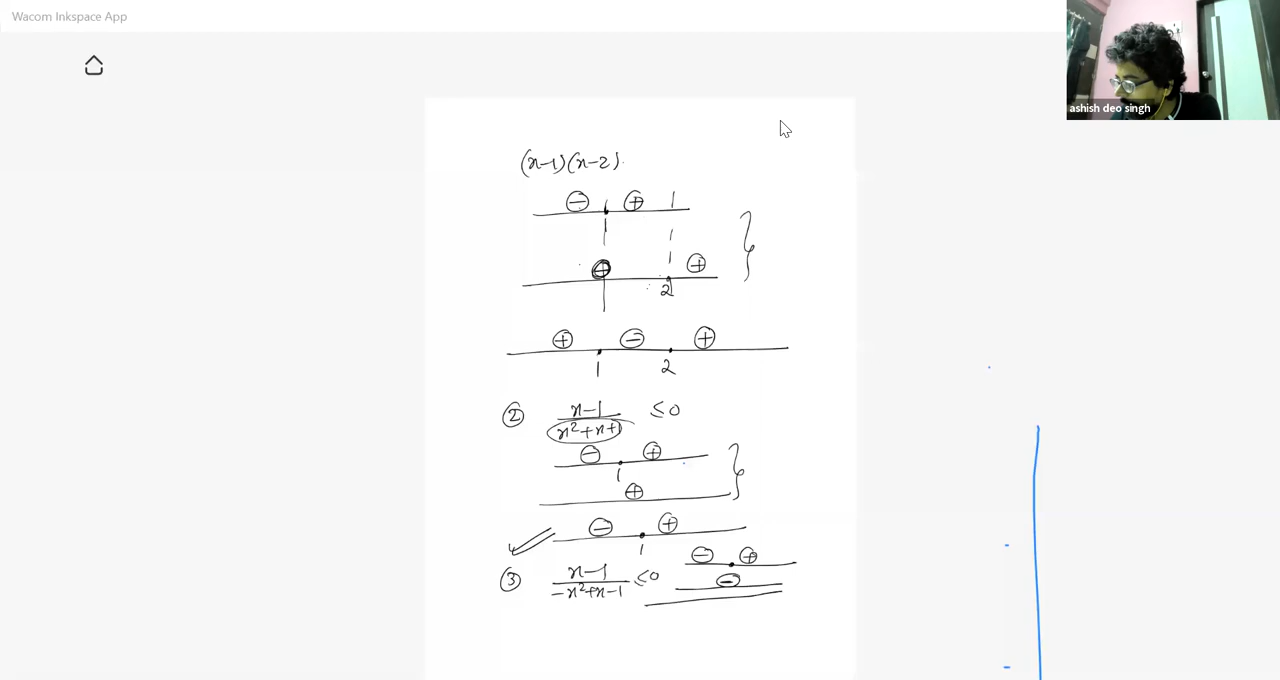 Wacom Inkspace App
ashish deo singh
(x-1)(x-2).
⊖ ⊕
1
⊕ ⊕
2
⊕ ⊖ ⊕
1 2
② x-1 / x²+x+1 ≤0
⊖ ⊕
1
⊕
⊖ ⊕
1
③ x-1 / -x²+x-1 ≤0
⊖ ⊕
⊖